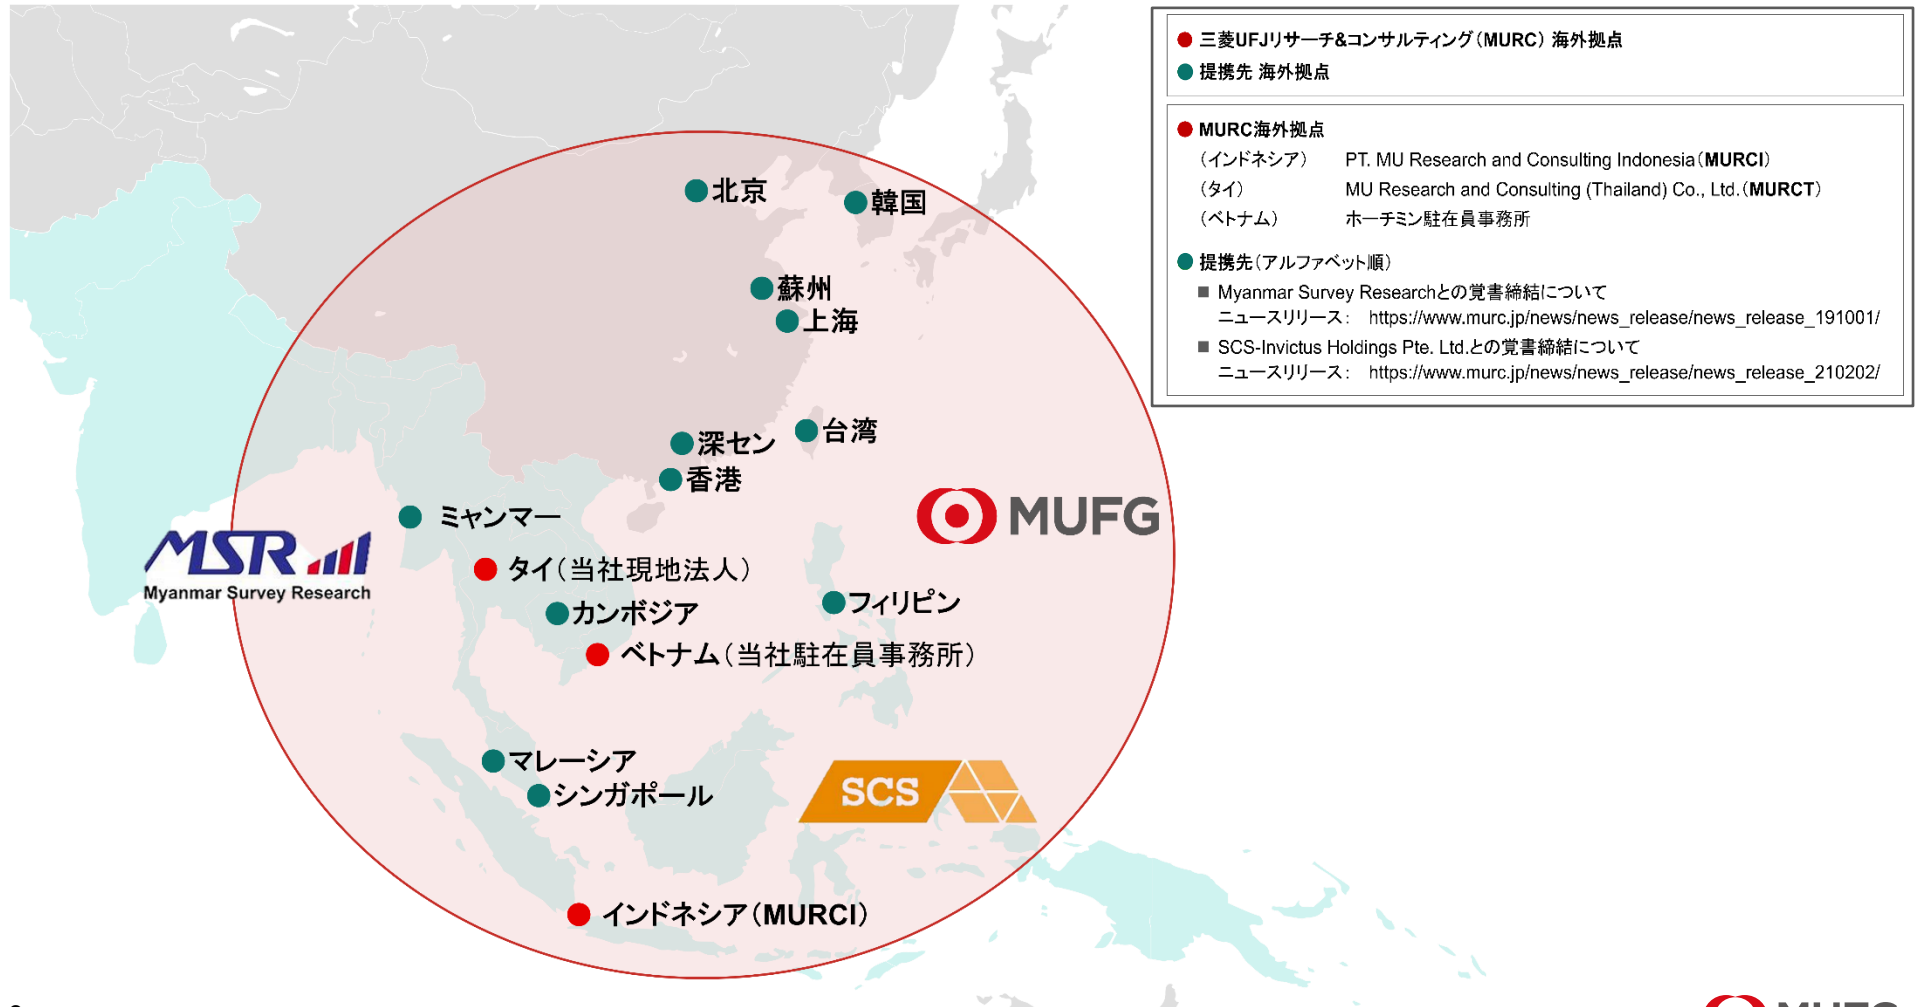 ● 三菱UFJリサーチ&コンサルティング（MURC） 海外拠点
● 提携先 海外拠点
● MURC海外拠点
（インドネシア） PT. MU Research and Consulting Indonesia（MURCI）
（タイ） MU Research and Consulting (Thailand) Co., Ltd.（MURCT）
（ベトナム） ホーチミン駐在員事務所
● 提携先（アルファベット順）
■ Myanmar Survey Researchとの覚書締結について
ニュースリリース： https://www.murc.jp/news/news_release/news_release_191001/
■ SCS-Invictus Holdings Pte. Ltd.との覚書締結について
ニュースリリース： https://www.murc.jp/news/news_release/news_release_210202/
北京
韓国
蘇州
上海
台湾
深セン
香港
MUFG
ミャンマー
MSR
Myanmar Survey Research
タイ（当社現地法人）
カンボジア
フィリピン
ベトナム（当社駐在員事務所）
マレーシア
シンガポール
SCS
インドネシア（MURCI）
MUFG